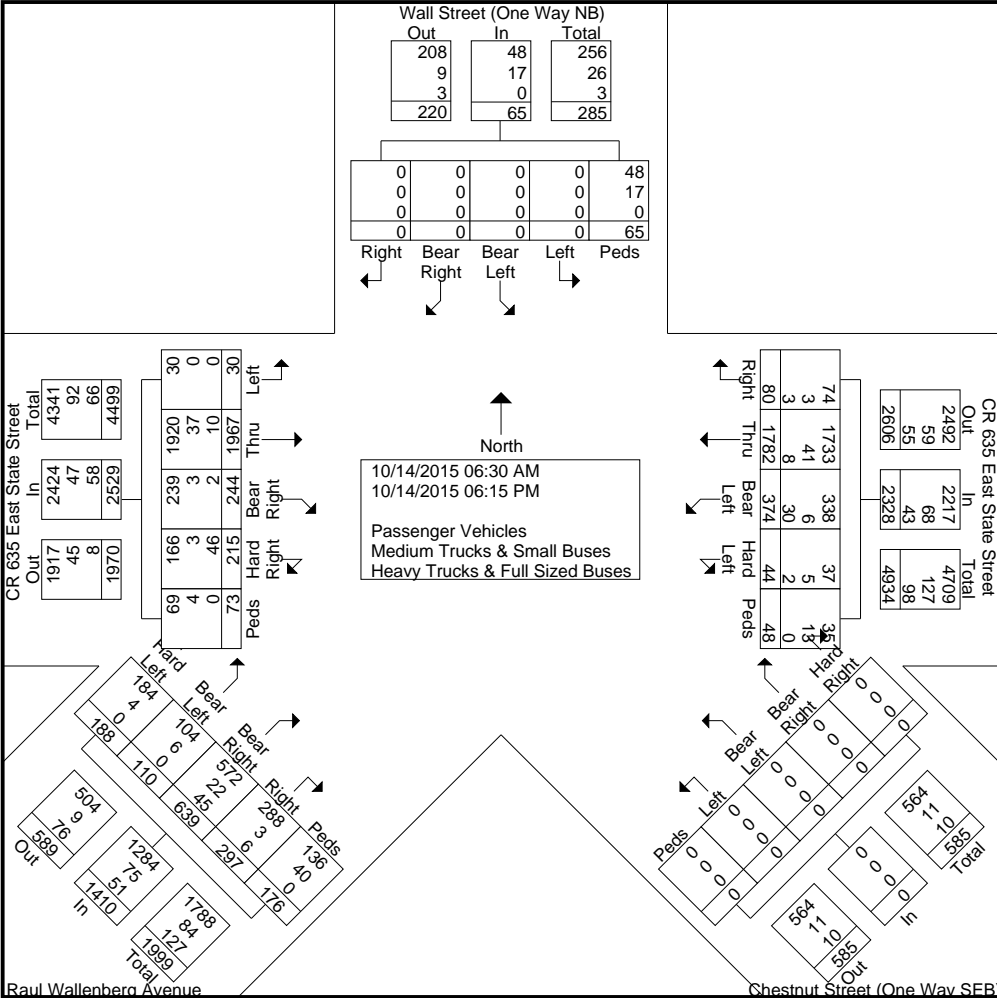 Wall Street (One Way NB)
Out In Total
208 48 256
9 17 26
3 0 3
220 65 285
0 0 0 0 48
0 0 0 0 17
0 0 0 0 0
0 0 0 0 65
Right Bear Right Bear Left Left Peds
CR 635 East State Street
Total
4341
92
66
4499
In
2424
47
58
2529
Out
1917
45
8
1970
30 0 0 30 Left
1920 37 10 1967 Thru
239 3 2 244 Bear Right
166 3 46 215 Hard Right
69 4 0 73 Peds
North
10/14/2015 06:30 AM
10/14/2015 06:15 PM
Passenger Vehicles
Medium Trucks & Small Buses
Heavy Trucks & Full Sized Buses
Right 80 3 3 74
Thru 1782 8 41 1733
Bear Left 374 30 6 338
Hard Left 44 2 5 37
Peds 48 0 13 35
CR 635 East State Street
Out
2492
59
55
2606
In
2217
68
43
2328
Total
4709
127
98
4934
Hard Left
184
4
0
188
Bear Left
104
6
0
110
Bear Right
572
22
45
639
Right
288
3
6
297
Peds
136
40
0
176
504
9
76
589
Out
1284
75
51
1410
In
1788
84
127
1999
Total
Raul Wallenberg Avenue
Peds
0
0
0
0
Left
0
0
0
0
Bear Left
0
0
0
0
Bear Right
0
0
0
0
Hard Right
0
0
0
0
564
11
10
585
Out
0
0
0
0
In
564
11
10
585
Total
Chestnut Street (One Way SEB)